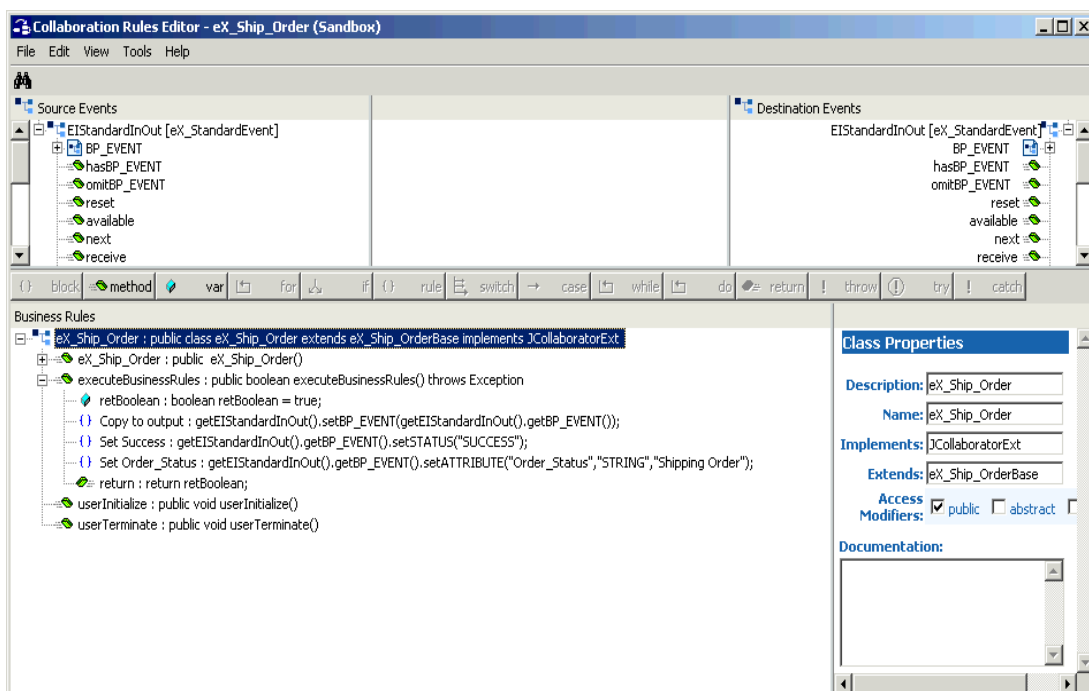 Collaboration Rules Editor - eX_Ship_Order (Sandbox)
File Edit View Tools Help
Source Events
Destination Events
EIStandardInOut [eX_StandardEvent]
BP_EVENT
hasBP_EVENT
omitBP_EVENT
reset
available
next
receive
EIStandardInOut [eX_StandardEvent]
BP_EVENT
hasBP_EVENT
omitBP_EVENT
reset
available
next
receive
{} block method var for if {} rule switch case while do return ! throw try ! catch
Business Rules
eX_Ship_Order : public class eX_Ship_Order extends eX_Ship_OrderBase implements JCollaboratorExt
eX_Ship_Order : public eX_Ship_Order()
executeBusinessRules : public boolean executeBusinessRules() throws Exception
retBoolean : boolean retBoolean = true;
{} Copy to output : getEIStandardInOut().setBP_EVENT(getEIStandardInOut().getBP_EVENT());
{} Set Success : getEIStandardInOut().getBP_EVENT().setSTATUS("SUCCESS");
{} Set Order_Status : getEIStandardInOut().getBP_EVENT().setATTRIBUTE("Order_Status","STRING","Shipping Order");
return : return retBoolean;
userInitialize : public void userInitialize()
userTerminate : public void userTerminate()
Class Properties
Description: eX_Ship_Order
Name: eX_Ship_Order
Implements: JCollaboratorExt
Extends: eX_Ship_OrderBase
Access Modifiers: public abstract
Documentation: